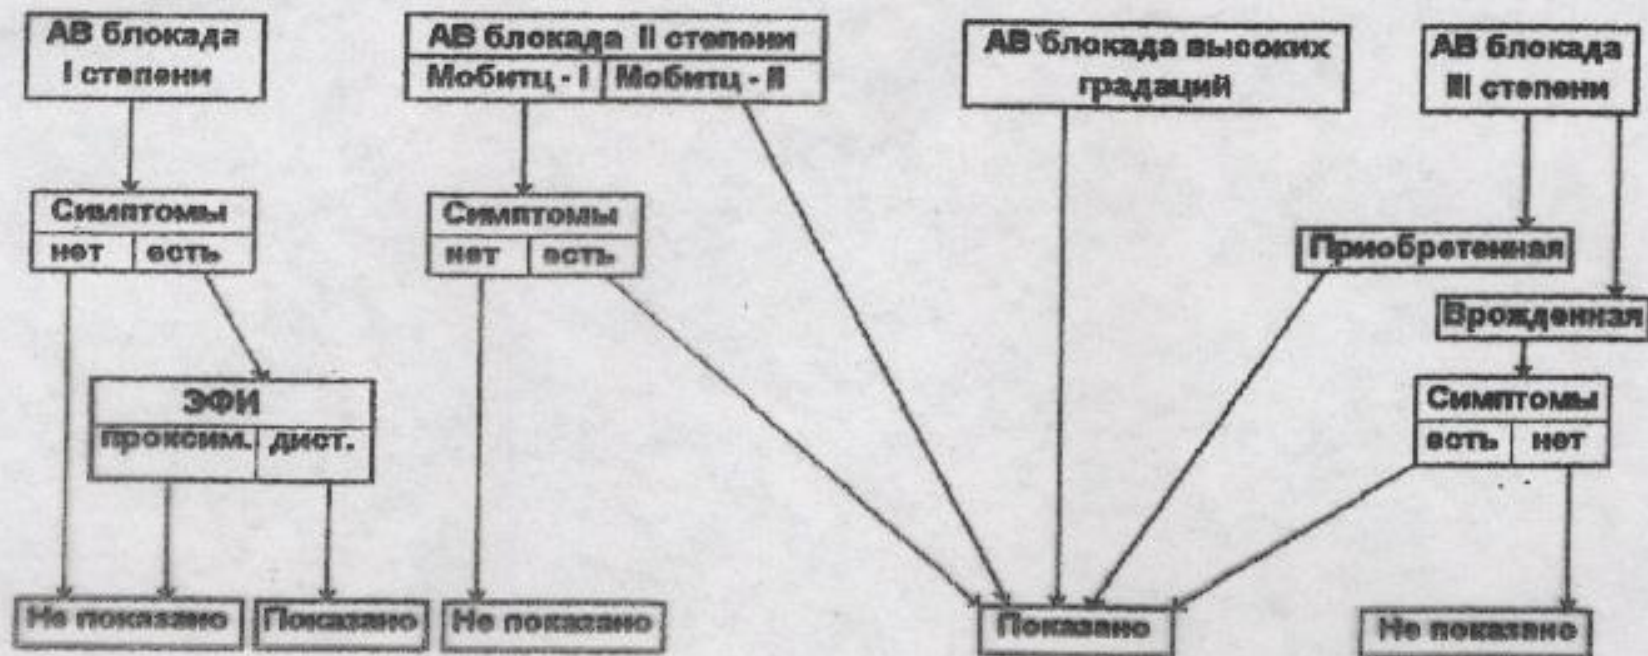 АВ блокада
I степени
АВ блокада II степени
Мобитц - I Мобитц - II
АВ блокада высоких
градаций
АВ блокада
III степени
Симптомы
нет есть
Симптомы
нет есть
Приобретенная
Врожденная
ЭФИ
проксим. дист.
Симптомы
есть нет
Не показано
Показано
Не показано
Показано
Не показано